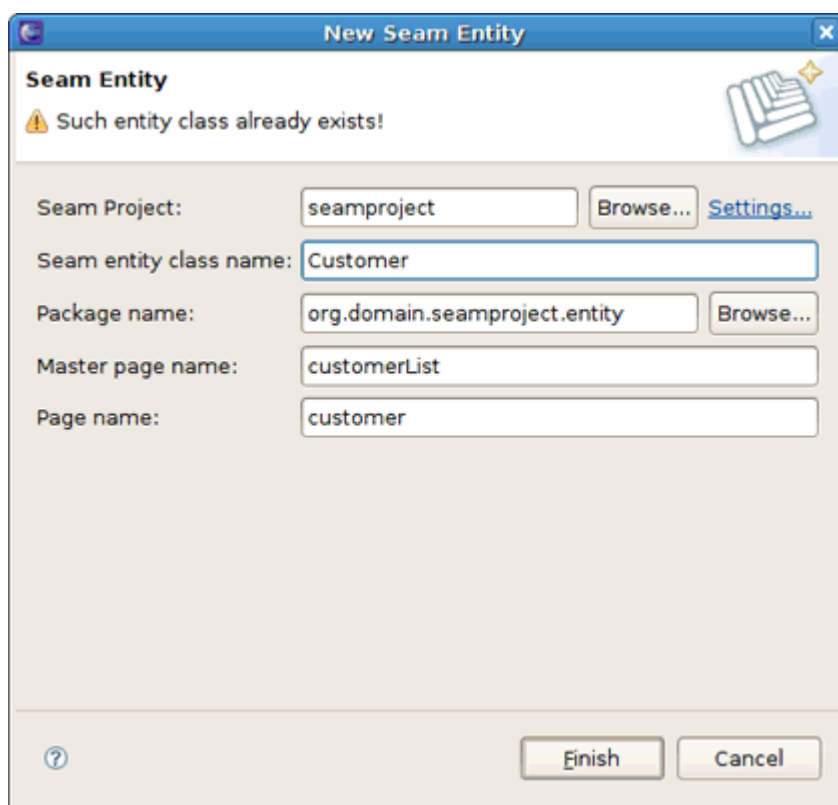 New Seam Entity
Seam Entity
Such entity class already exists!
Seam Project: seamproject Browse... Settings...
Seam entity class name: Customer
Package name: org.domain.seamproject.entity Browse...
Master page name: customerList
Page name: customer
? Finish Cancel